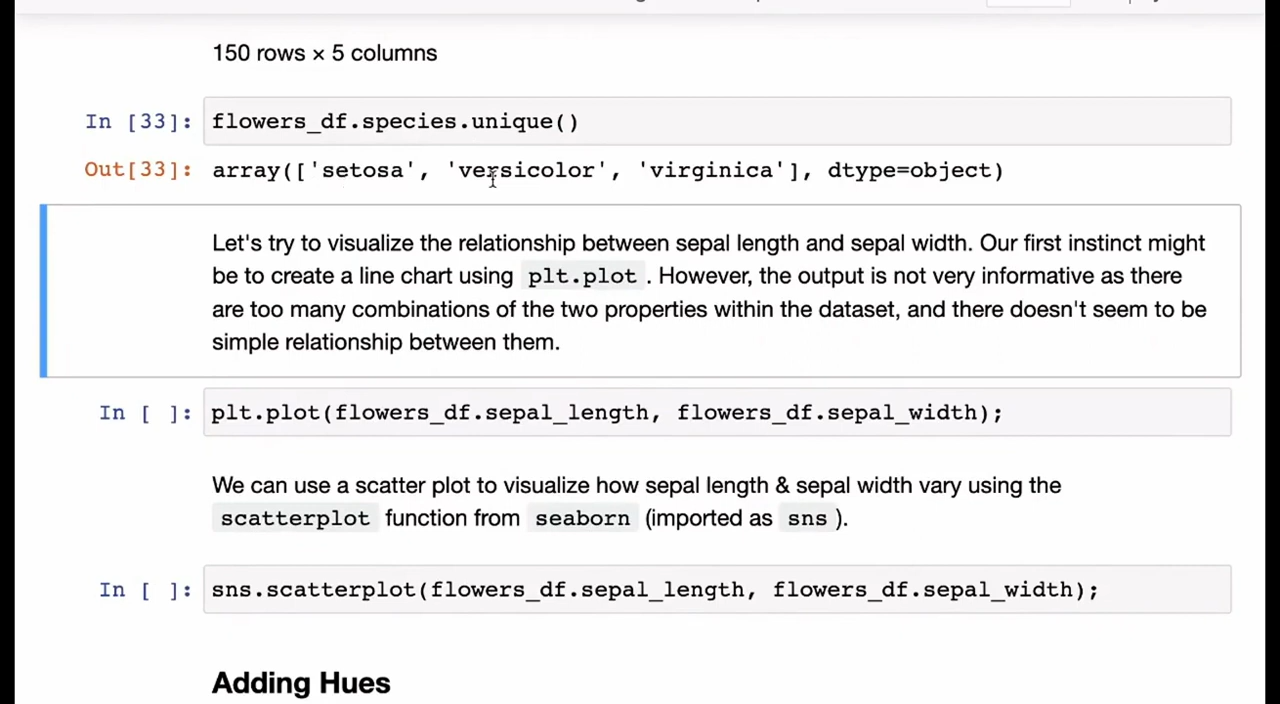 150 rows × 5 columns
In [33]: flowers_df.species.unique()
Out[33]: array(['setosa', 'versicolor', 'virginica'], dtype=object)
Let's try to visualize the relationship between sepal length and sepal width. Our first instinct might
be to create a line chart using plt.plot . However, the output is not very informative as there
are too many combinations of the two properties within the dataset, and there doesn't seem to be
simple relationship between them.
In [ ]: plt.plot(flowers_df.sepal_length, flowers_df.sepal_width);
We can use a scatter plot to visualize how sepal length & sepal width vary using the
scatterplot function from seaborn (imported as sns ).
In [ ]: sns.scatterplot(flowers_df.sepal_length, flowers_df.sepal_width);
Adding Hues